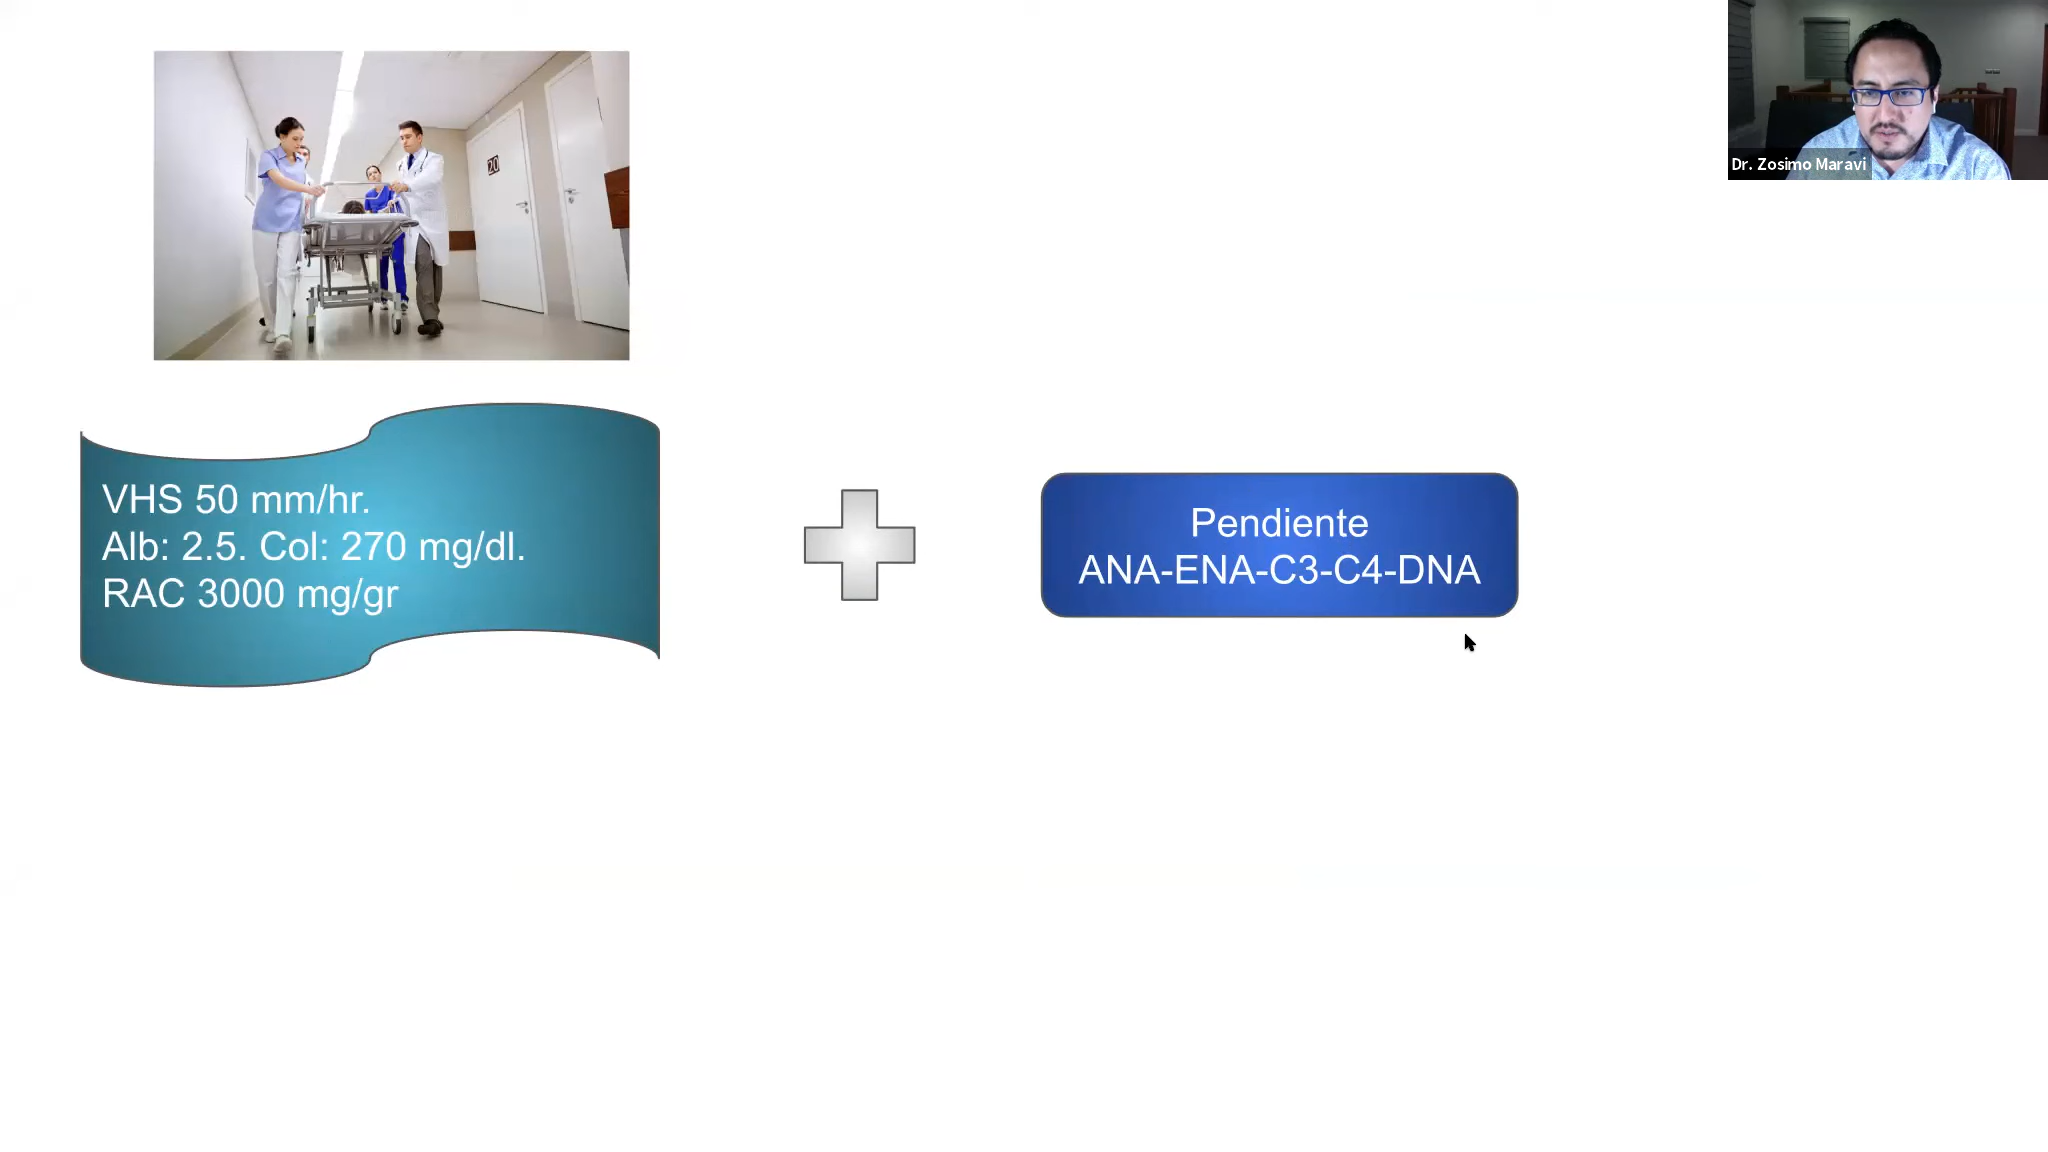 20
Dr. Zosimo Maravi
VHS 50 mm/hr.
Alb: 2.5. Col: 270 mg/dl.
RAC 3000 mg/gr
Pendiente
ANA-ENA-C3-C4-DNA